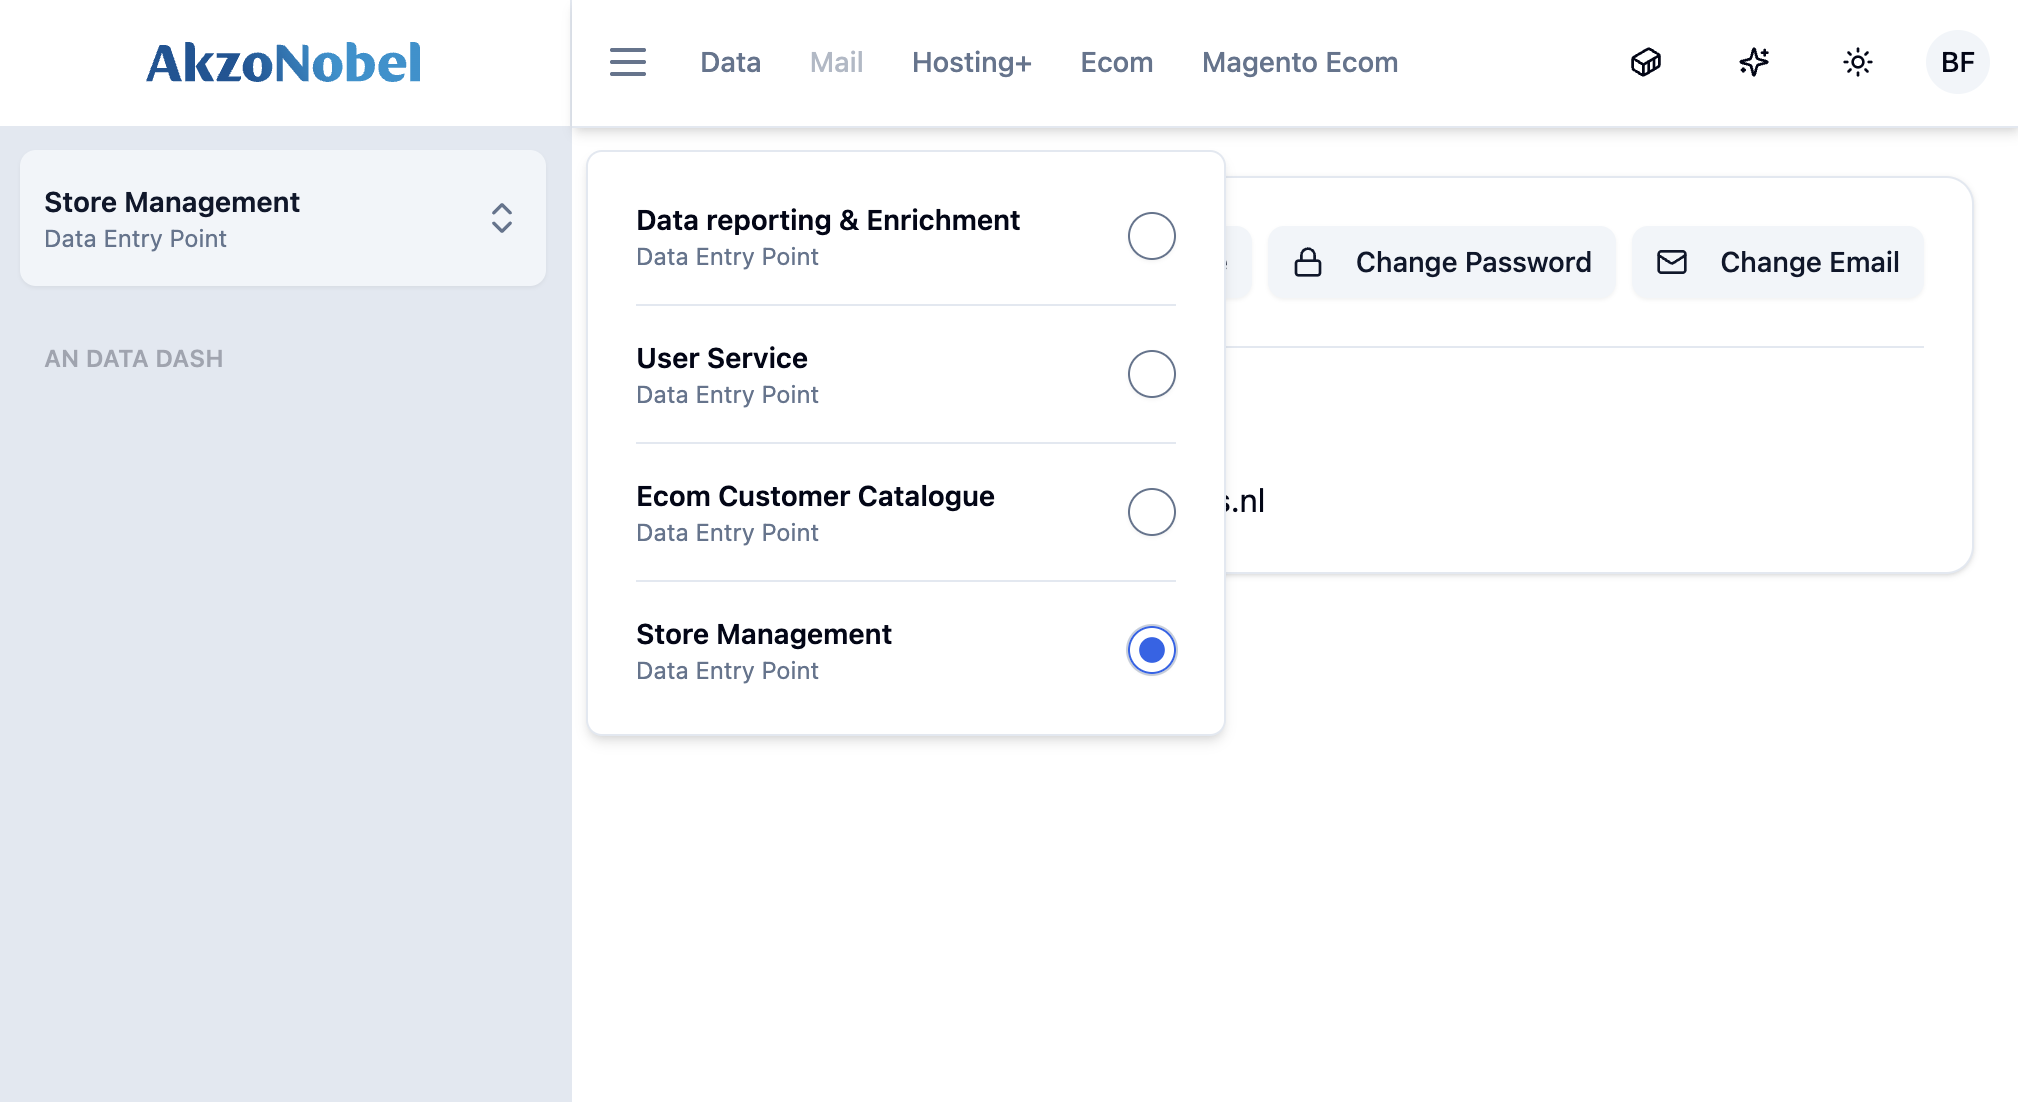 AkzoNobel
Data Mail Hosting+ Ecom Magento Ecom BF
Store Management
Data Entry Point
AN DATA DASH
Data reporting & Enrichment
Data Entry Point
User Service
Data Entry Point
Ecom Customer Catalogue
Data Entry Point
Store Management
Data Entry Point
Change Password Change Email
.nl